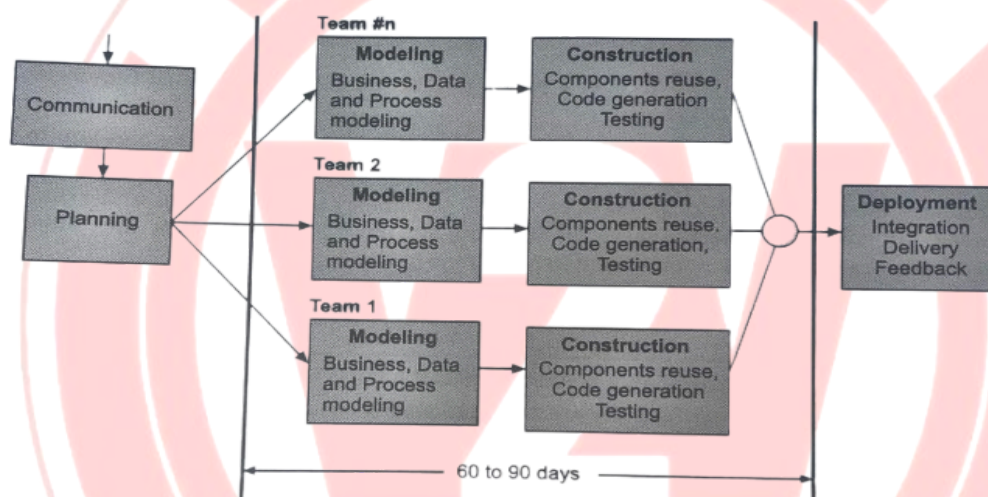 Communication
Planning
Team #n
Modeling
Business, Data
and Process
modeling
Construction
Components reuse,
Code generation
Testing
Team 2
Modeling
Business, Data
and Process
modeling
Construction
Components reuse,
Code generation,
Testing
Team 1
Modeling
Business, Data
and Process
modeling
Construction
Components reuse,
Code generation
Testing
Deployment
Integration
Delivery
Feedback
60 to 90 days